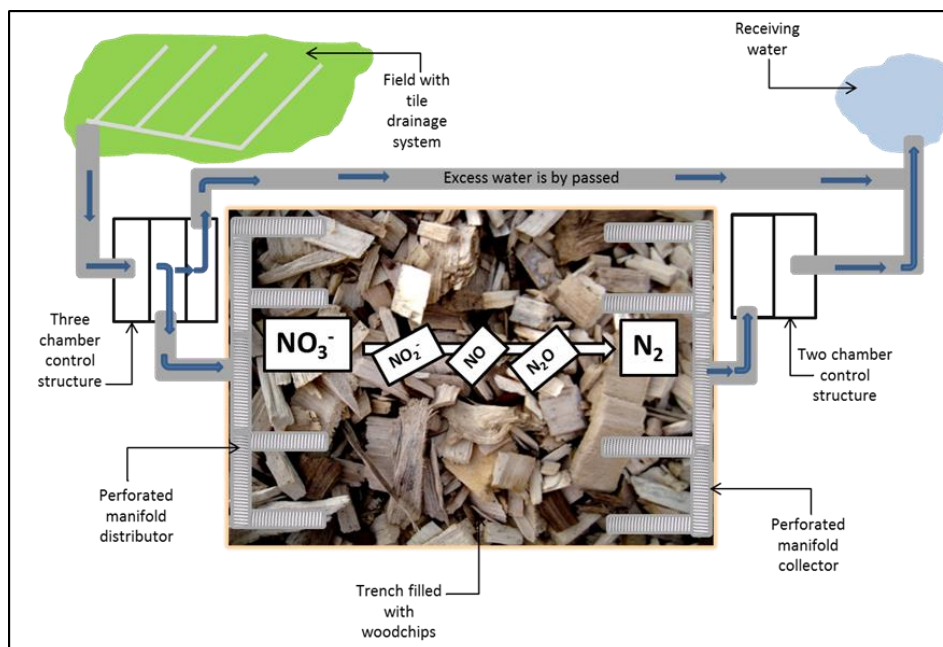 Receiving
water
Field with
tile
drainage
system
Excess water is by passed
Three
chamber
control
structure
NO₃⁻
NO₂⁻
NO
N₂O
N₂
Two chamber
control
structure
Perforated
manifold
distributor
Perforated
manifold
collector
Trench filled
with
woodchips